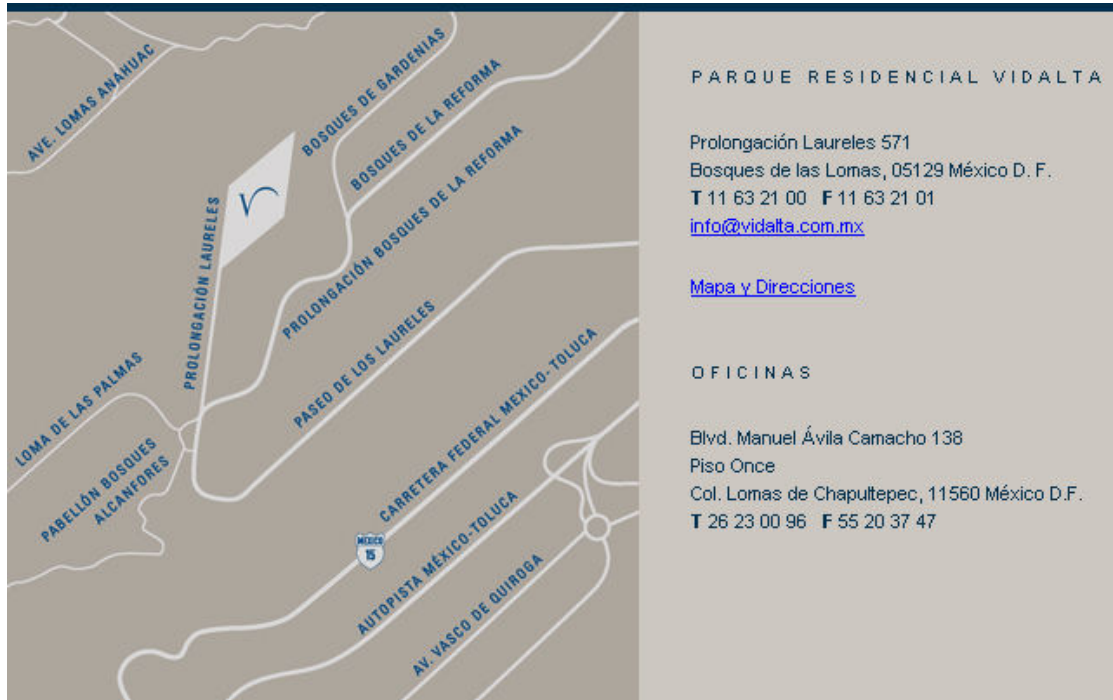 AVE. LOMAS ANAHUAC
BOSQUES DE GARDENIAS
BOSQUES DE LA REFORMA
PROLONGACIÓN BOSQUES DE LA REFORMA
PROLONGACIÓN LAURELES
PASEO DE LOS LAURELES
LOMA DE LAS PALMAS
PABELLÓN BOSQUES
ALCANFORES
CARRETERA FEDERAL MEXICO-TOLUCA
MEXICO
15
AUTOPISTA MÉXICO-TOLUCA
AV. VASCO DE QUIROGA
PARQUE RESIDENCIAL VIDALTA
Prolongación Laureles 571
Bosques de las Lomas, 05129 México D. F.
T 11 63 21 00 F 11 63 21 01
info@vidalta.com.mx
Mapa y Direcciones
OFICINAS
Blvd. Manuel Ávila Camacho 138
Piso Once
Col. Lomas de Chapultepec, 11560 México D.F.
T 26 23 00 96 F 55 20 37 47